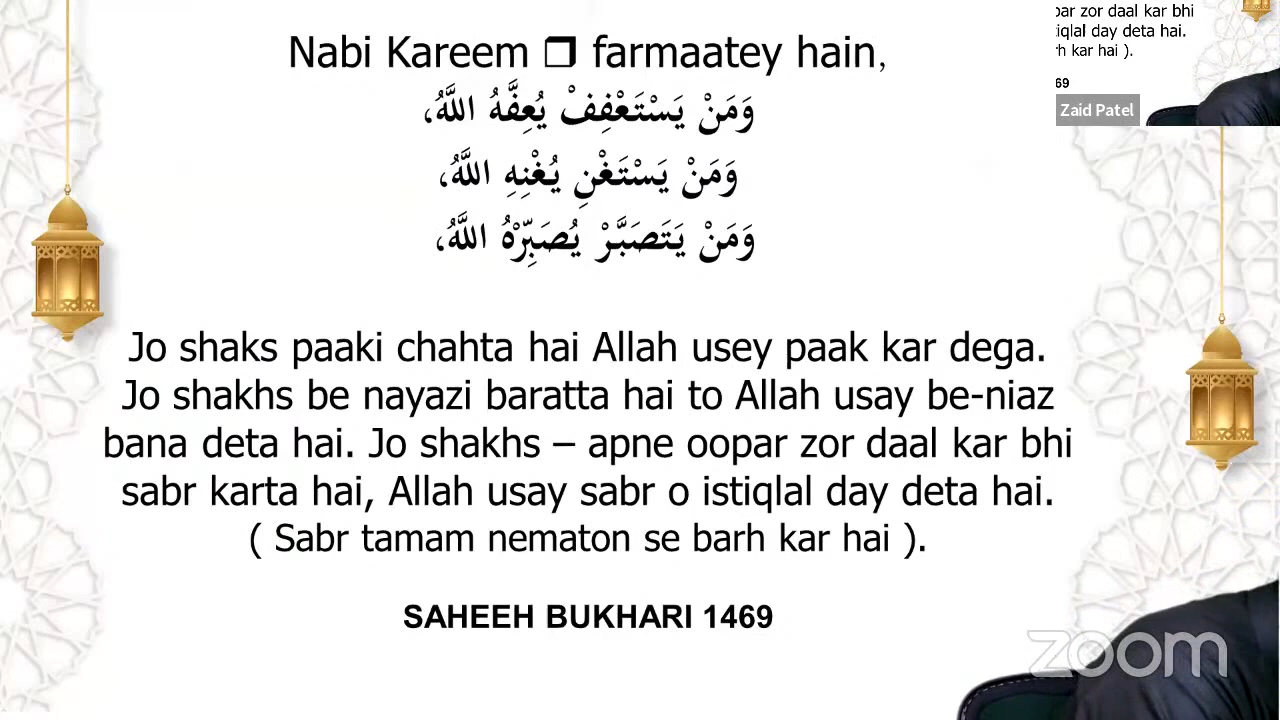 Nabi Kareem ❒ farmaatey hain,
وَمَنْ يَسْتَعْفِفْ يُعِفَّهُ اللَّهُ،
وَمَنْ يَسْتَغْنِ يُغْنِهِ اللَّهُ،
وَمَنْ يَتَصَبَّرْ يُصَبِّرْهُ اللَّهُ،
Jo shaks paaki chahta hai Allah usey paak kar dega.
Jo shakhs be nayazi baratta hai to Allah usay be-niaz
bana deta hai. Jo shakhs – apne oopar zor daal kar bhi
sabr karta hai, Allah usay sabr o istiqlal day deta hai.
( Sabr tamam nematon se barh kar hai ).
SAHEEH BUKHARI 1469
par zor daal kar bhi
iqlal day deta hai.
rh kar hai ).
69
Zaid Patel
zoom